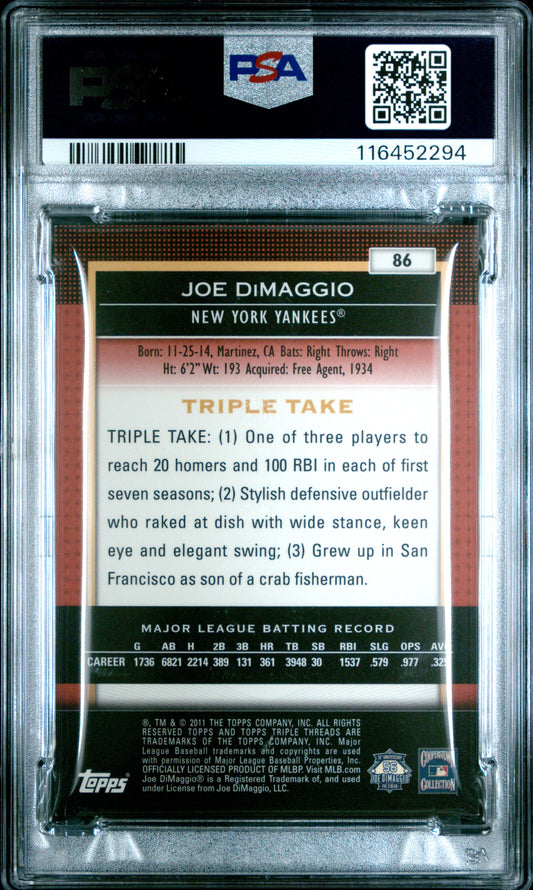 PSA
116452294
86
JOE DiMAGGIO
NEW YORK YANKEES®
Born: 11-25-14, Martinez, CA Bats: Right Throws: Right
Ht: 6'2" Wt: 193 Acquired: Free Agent, 1934
TRIPLE TAKE
TRIPLE TAKE: (1) One of three players to
reach 20 homers and 100 RBI in each of first
seven seasons; (2) Stylish defensive outfielder
who raked at dish with wide stance, keen
eye and elegant swing; (3) Grew up in San
Francisco as son of a crab fisherman.
MAJOR LEAGUE BATTING RECORD
G AB H 2B 3B HR TB SB RBI SLG OPS AVG
CAREER 1736 6821 2214 389 131 361 3948 30 1537 .579 .977 .325
®, TM & © 2011 THE TOPPS COMPANY, INC. ALL RIGHTS
RESERVED TOPPS AND TOPPS TRIPLE THREADS ARE
TRADEMARKS OF THE TOPPS COMPANY, INC. Major
League Baseball trademarks and copyrights are used
with permission of Major League Baseball Properties, Inc.
OFFICIALLY LICENSED PRODUCT OF MLBP. Visit MLB.com
Joe DiMaggio® is a Registered Trademark of, and used
under License from Joe DiMaggio, LLC.
topps
56
JOE DiMAGGIO
COOPERSTOWN
COLLECTION